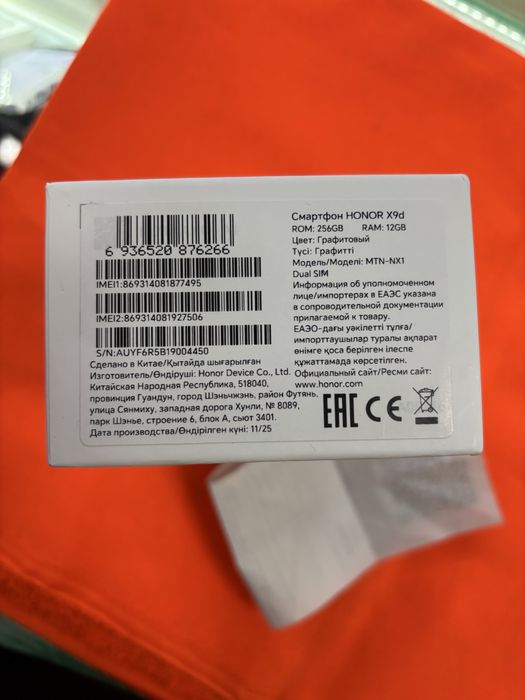 6 936520 876266
IMEI1:869314081877495
IMEI2:869314081927506
S/N:AUYF6R5B19004450
Сделано в Китае/Қытайда шығарылған
Изготовитель/Өндіруші: Honor Device Co., Ltd.
Китайская Народная Республика, 518040,
провинция Гуандун, город Шэньчжэнь, район Футянь,
улица Сянмиху, западная дорога Хунли, № 8089,
парк Шэнье, строение 6, блок А, сьют 3401.
Дата производства/Өндірілген күні: 11/25
Смартфон HONOR X9d
ROM: 256GB RAM: 12GB
Цвет: Графитовый
Түсі: Графитті
Модель/Моделі: MTN-NX1
Dual SIM
Информация об уполномоченном
лице/импортерах в ЕАЭС указана
в сопроводительной документации
прилагаемой к товару.
ЕАЭО-дағы уәкілетті тұлға/
импорттаушылар туралы ақпарат
өнімге қоса берілген ілеспе
құжаттамада көрсетілген.
Официальный сайт/Ресми сайт:
www.honor.com
EAC CE